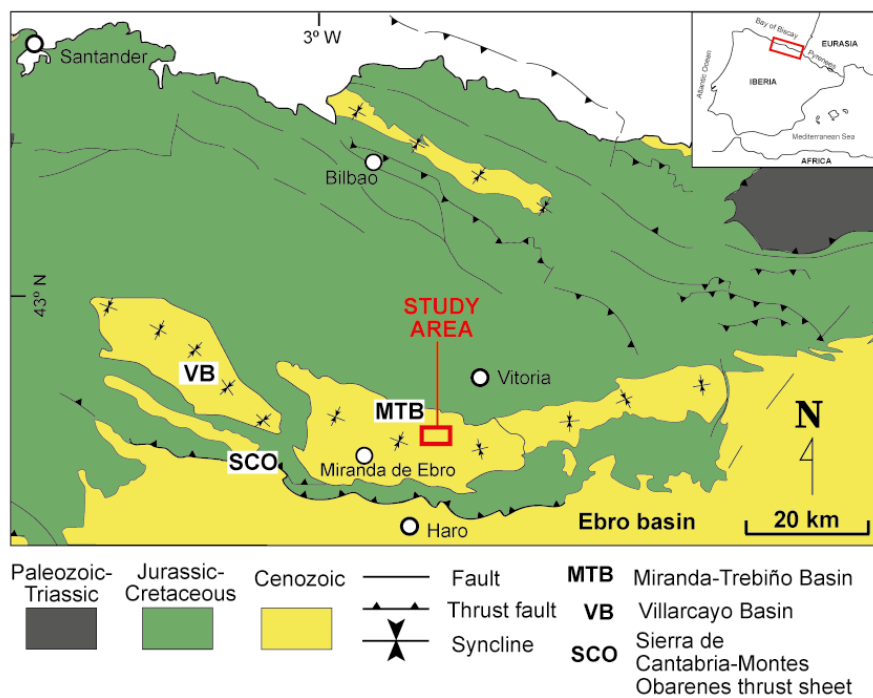 3º W
Santander
Bay of Biscay
EURASIA
Pyrenees
Atlantic Ocean
IBERIA
Mediterranean Sea
AFRICA
Bilbao
43º N
STUDY
AREA
VB
Vitoria
MTB
N
SCO
Miranda de Ebro
Haro
Ebro basin
20 km
Paleozoic-
Triassic
Jurassic-
Cretaceous
Cenozoic
Fault
Thrust fault
Syncline
MTB Miranda-Trebiño Basin
VB Villarcayo Basin
SCO Sierra de
Cantabria-Montes
Obarenes thrust sheet